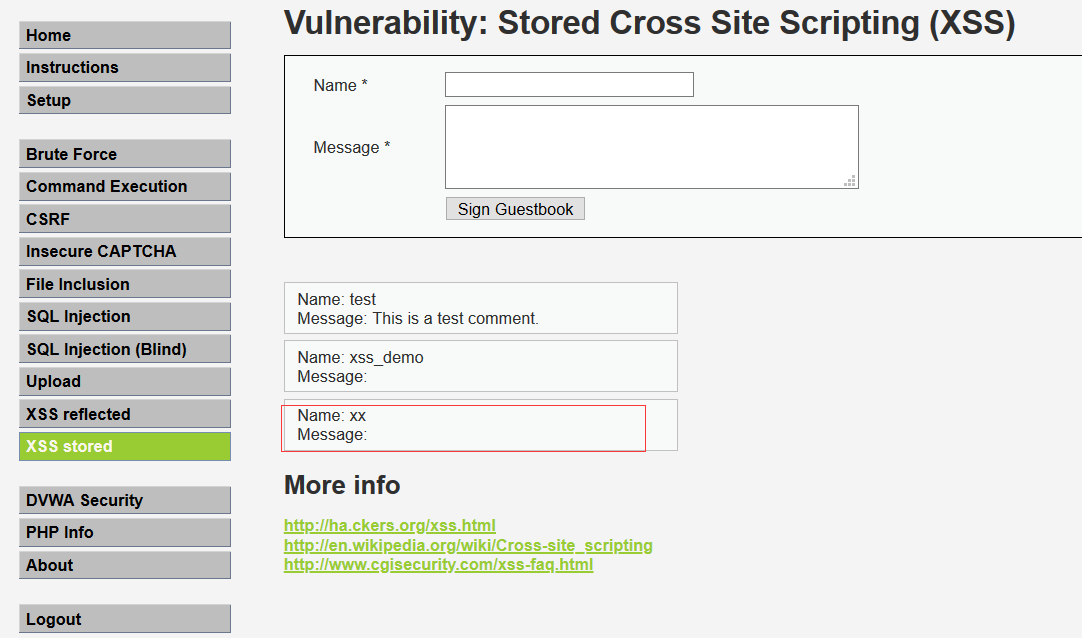 Home
Instructions
Setup
Brute Force
Command Execution
CSRF
Insecure CAPTCHA
File Inclusion
SQL Injection
SQL Injection (Blind)
Upload
XSS reflected
XSS stored
DVWA Security
PHP Info
About
Logout
Vulnerability: Stored Cross Site Scripting (XSS)
Name *
Message *
Sign Guestbook
Name: test
Message: This is a test comment.
Name: xss_demo
Message:
Name: xx
Message:
More info
http://ha.ckers.org/xss.html
http://en.wikipedia.org/wiki/Cross-site_scripting
http://www.cgisecurity.com/xss-faq.html